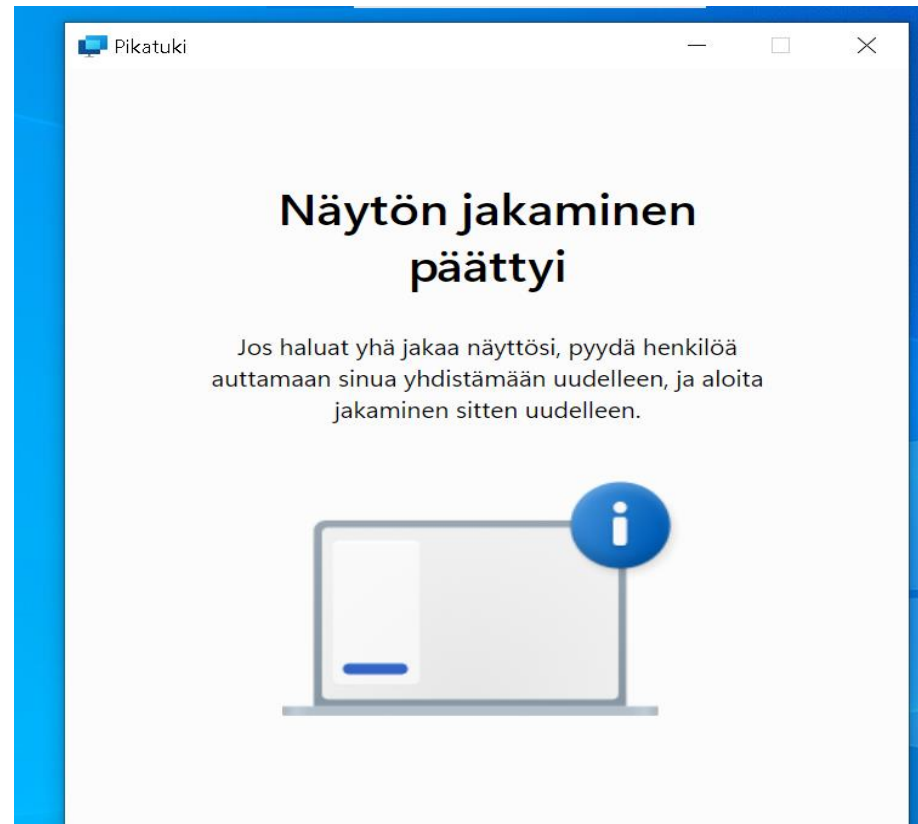 Pikatuki
Näytön jakaminen
päättyi
Jos haluat yhä jakaa näyttösi, pyydä henkilöä
auttamaan sinua yhdistämään uudelleen, ja aloita
jakaminen sitten uudelleen.